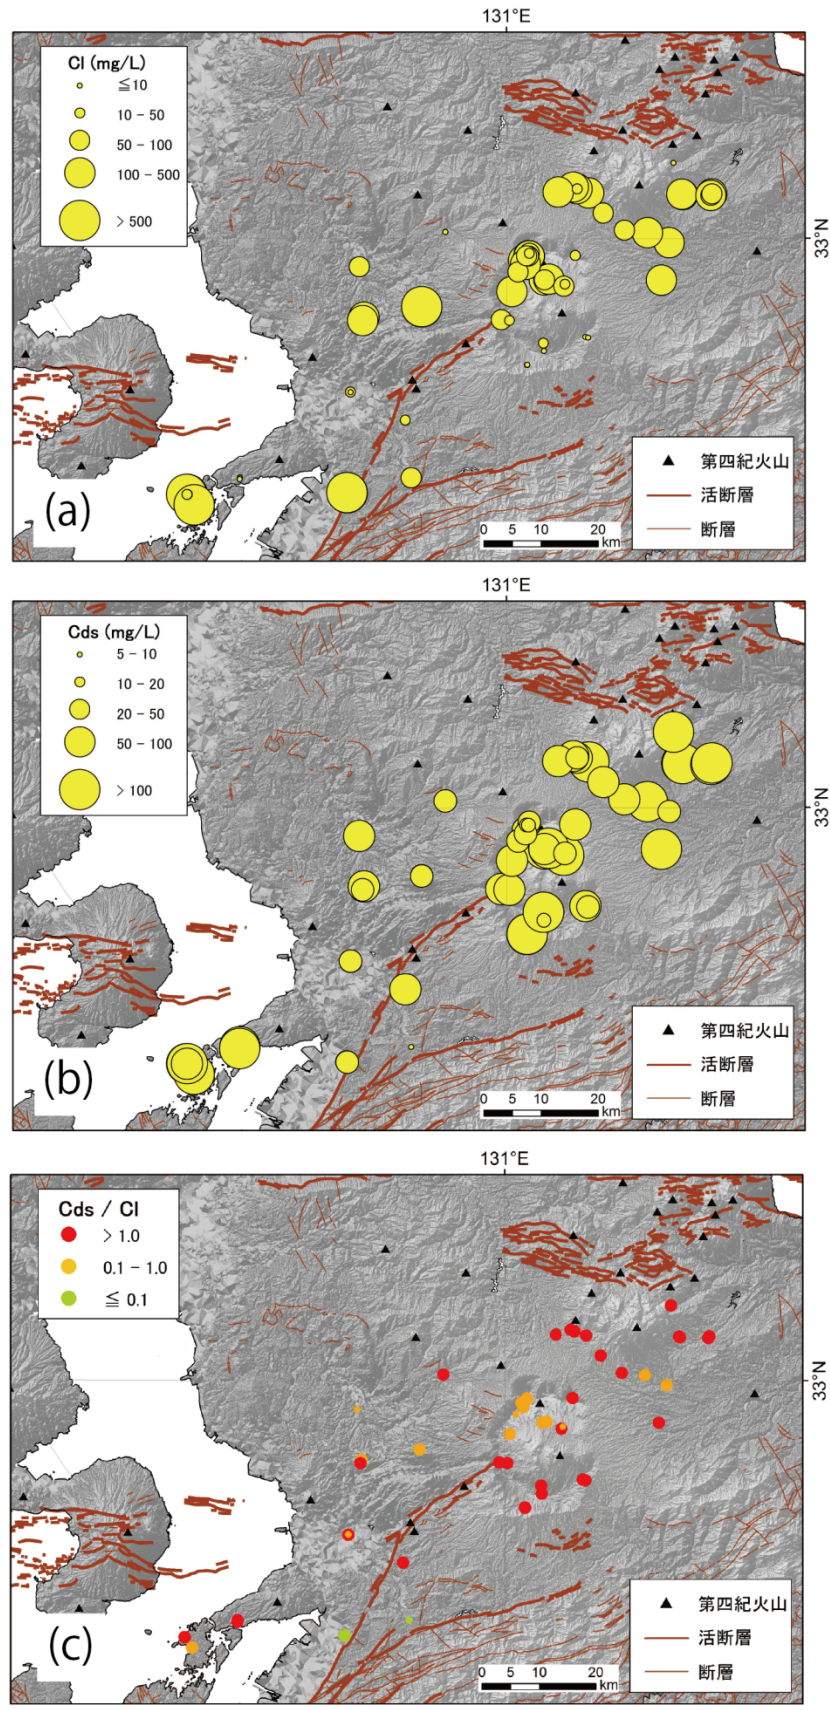 131°E
Cl (mg/L)
≦10
10 - 50
50 - 100
100 - 500
> 500
33°N
第四紀火山
活断層
断層
0 5 10 20
km
(a)
131°E
Cds (mg/L)
5 - 10
10 - 20
20 - 50
50 - 100
> 100
33°N
第四紀火山
活断層
断層
0 5 10 20
km
(b)
131°E
Cds / Cl
> 1.0
0.1 - 1.0
≦ 0.1
33°N
第四紀火山
活断層
断層
0 5 10 20
km
(c)